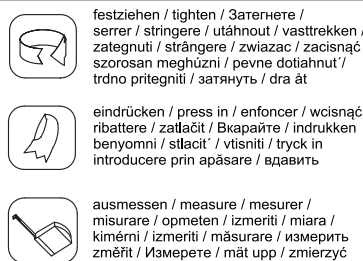 festziehen / tighten / Затегнете /
serrer / stringere / utáhnout / vasttrekken /
zategnuti / strângere / zwiazac / zacisnąć
szorosan meghúzni / pevne dotiahnut´/
trdno pritegniti / затянуть / dra åt
eindrücken / press in / enfoncer / wcisnąć
ribattere / zatlačit / Вкарайте / indrukken
benyomni / stlacit´ / vtisniti / tryck in
introducere prin apăsare / вдавить
ausmessen / measure / mesurer /
misurare / opmeten / izmeriti / miara /
kimérni / izmeriti / măsurare / измерить
změřit / Измерете / mät upp / zmierzyć